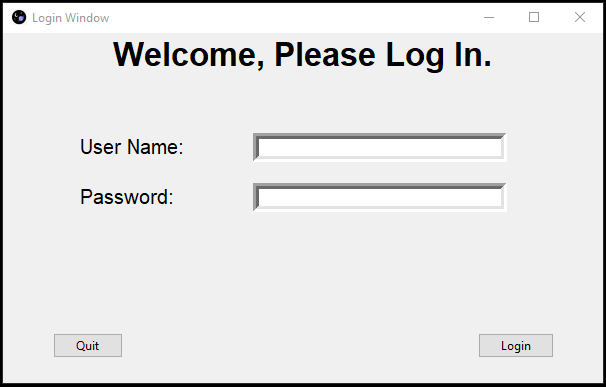 Login Window
Welcome, Please Log In.
User Name:
Password:
Quit
Login